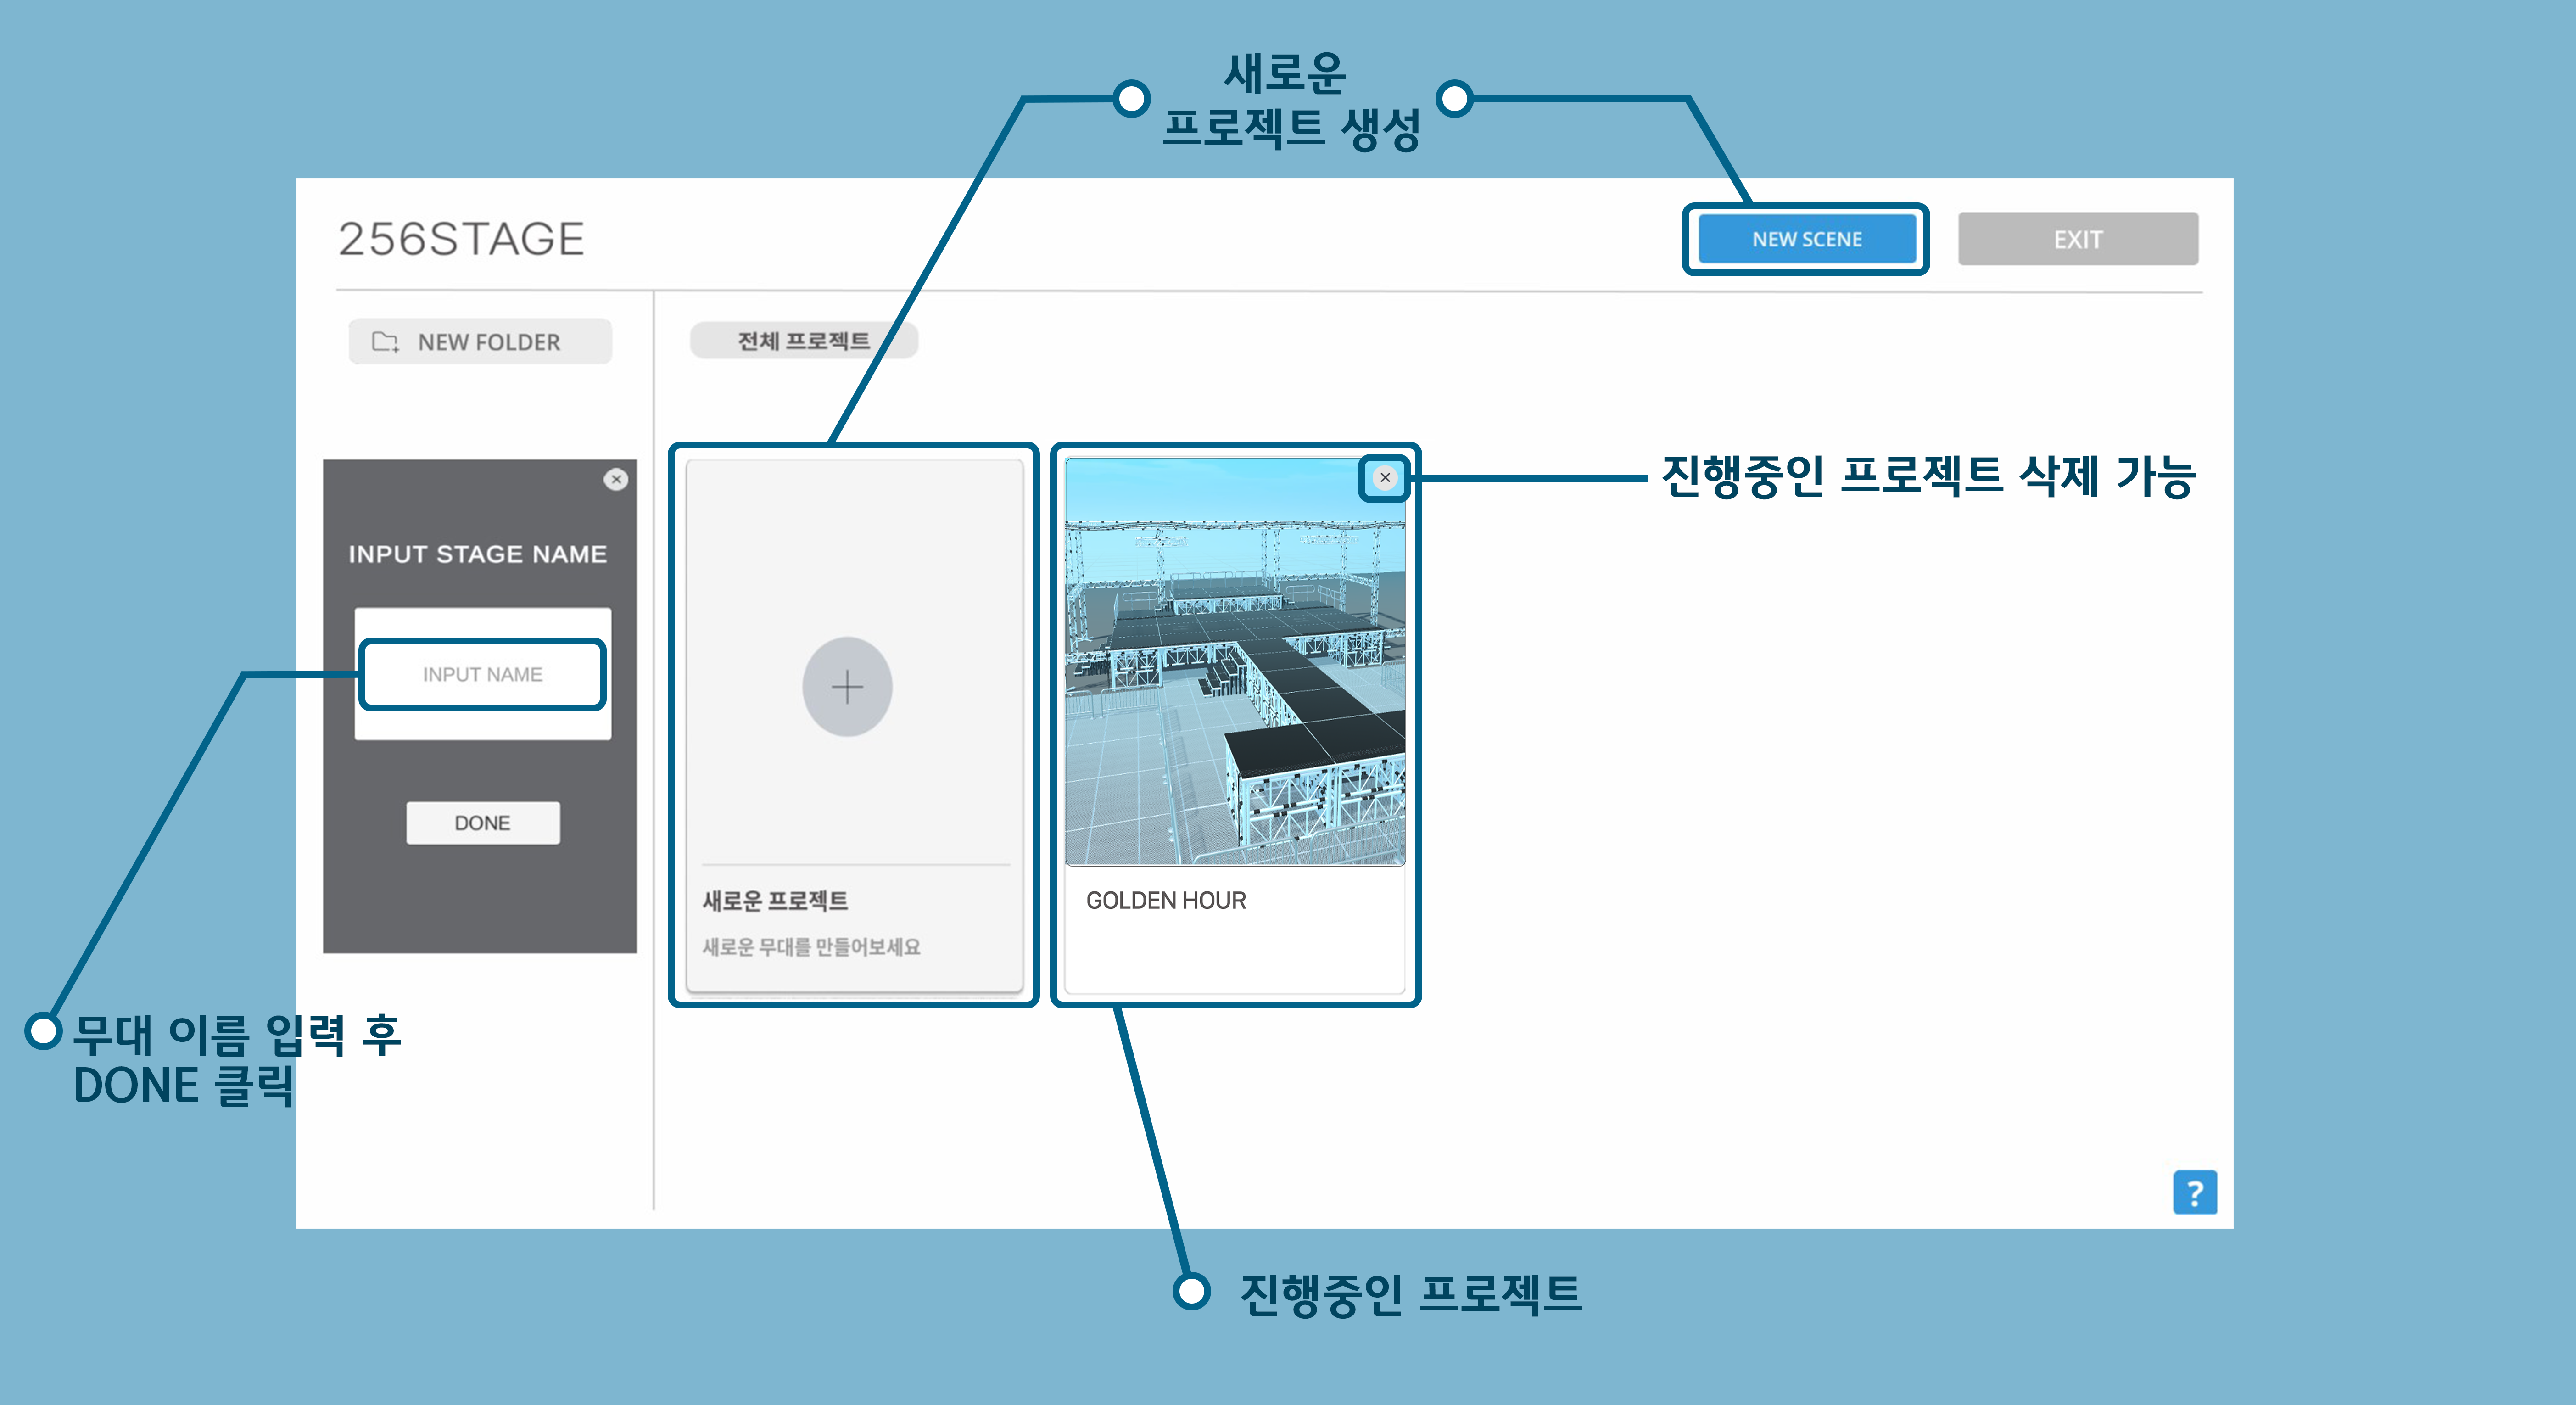 새로운
프로젝트 생성
256STAGE
NEW SCENE
EXIT
NEW FOLDER
전체 프로젝트
진행중인 프로젝트 삭제 가능
INPUT STAGE NAME
INPUT NAME
DONE
새로운 프로젝트
새로운 무대를 만들어보세요
GOLDEN HOUR
무대 이름 입력 후
DONE 클릭
?
진행중인 프로젝트